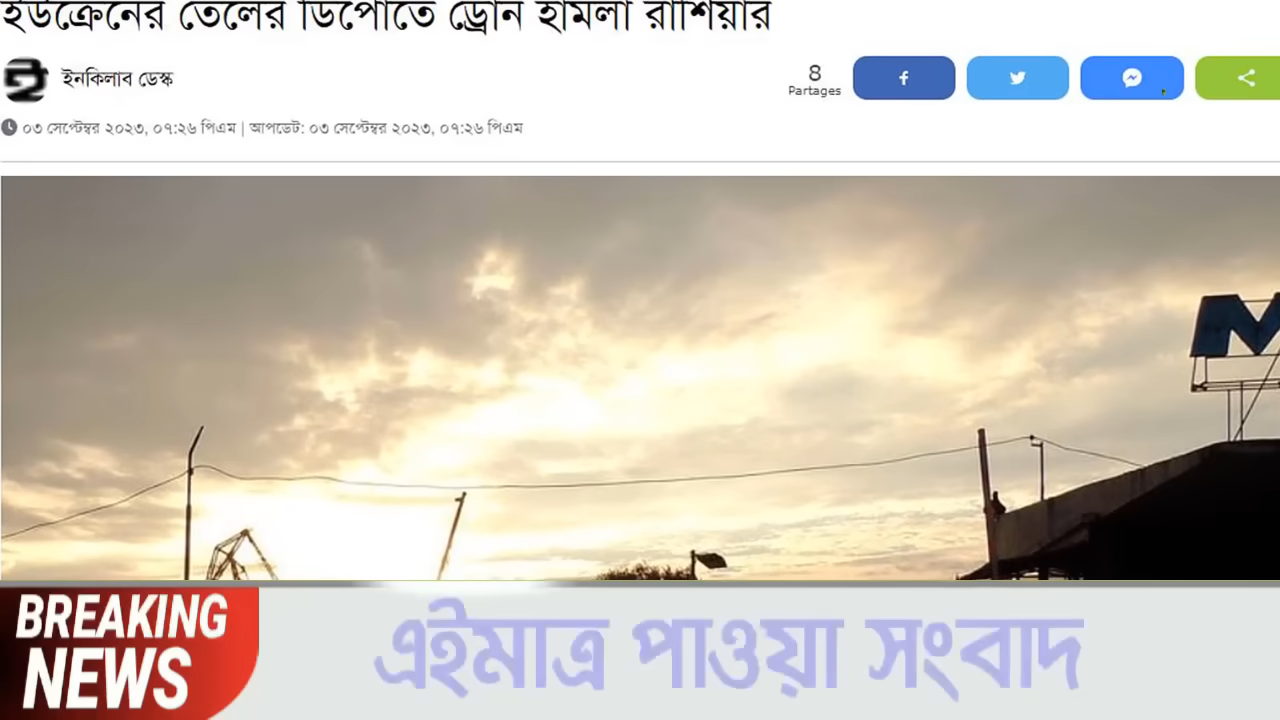 ইউক্রেনের তেলের ডিপোতে ড্রোন হামলা রাশিয়ার
ইনকিলাব ডেস্ক
8
Partages
০৩ সেপ্টেম্বর ২০২৩, ০৭:২৬ পিএম | আপডেট: ০৩ সেপ্টেম্বর ২০২৩, ০৭:২৬ পিএম
M
BREAKING
NEWS
এইমাত্র পাওয়া সংবাদ